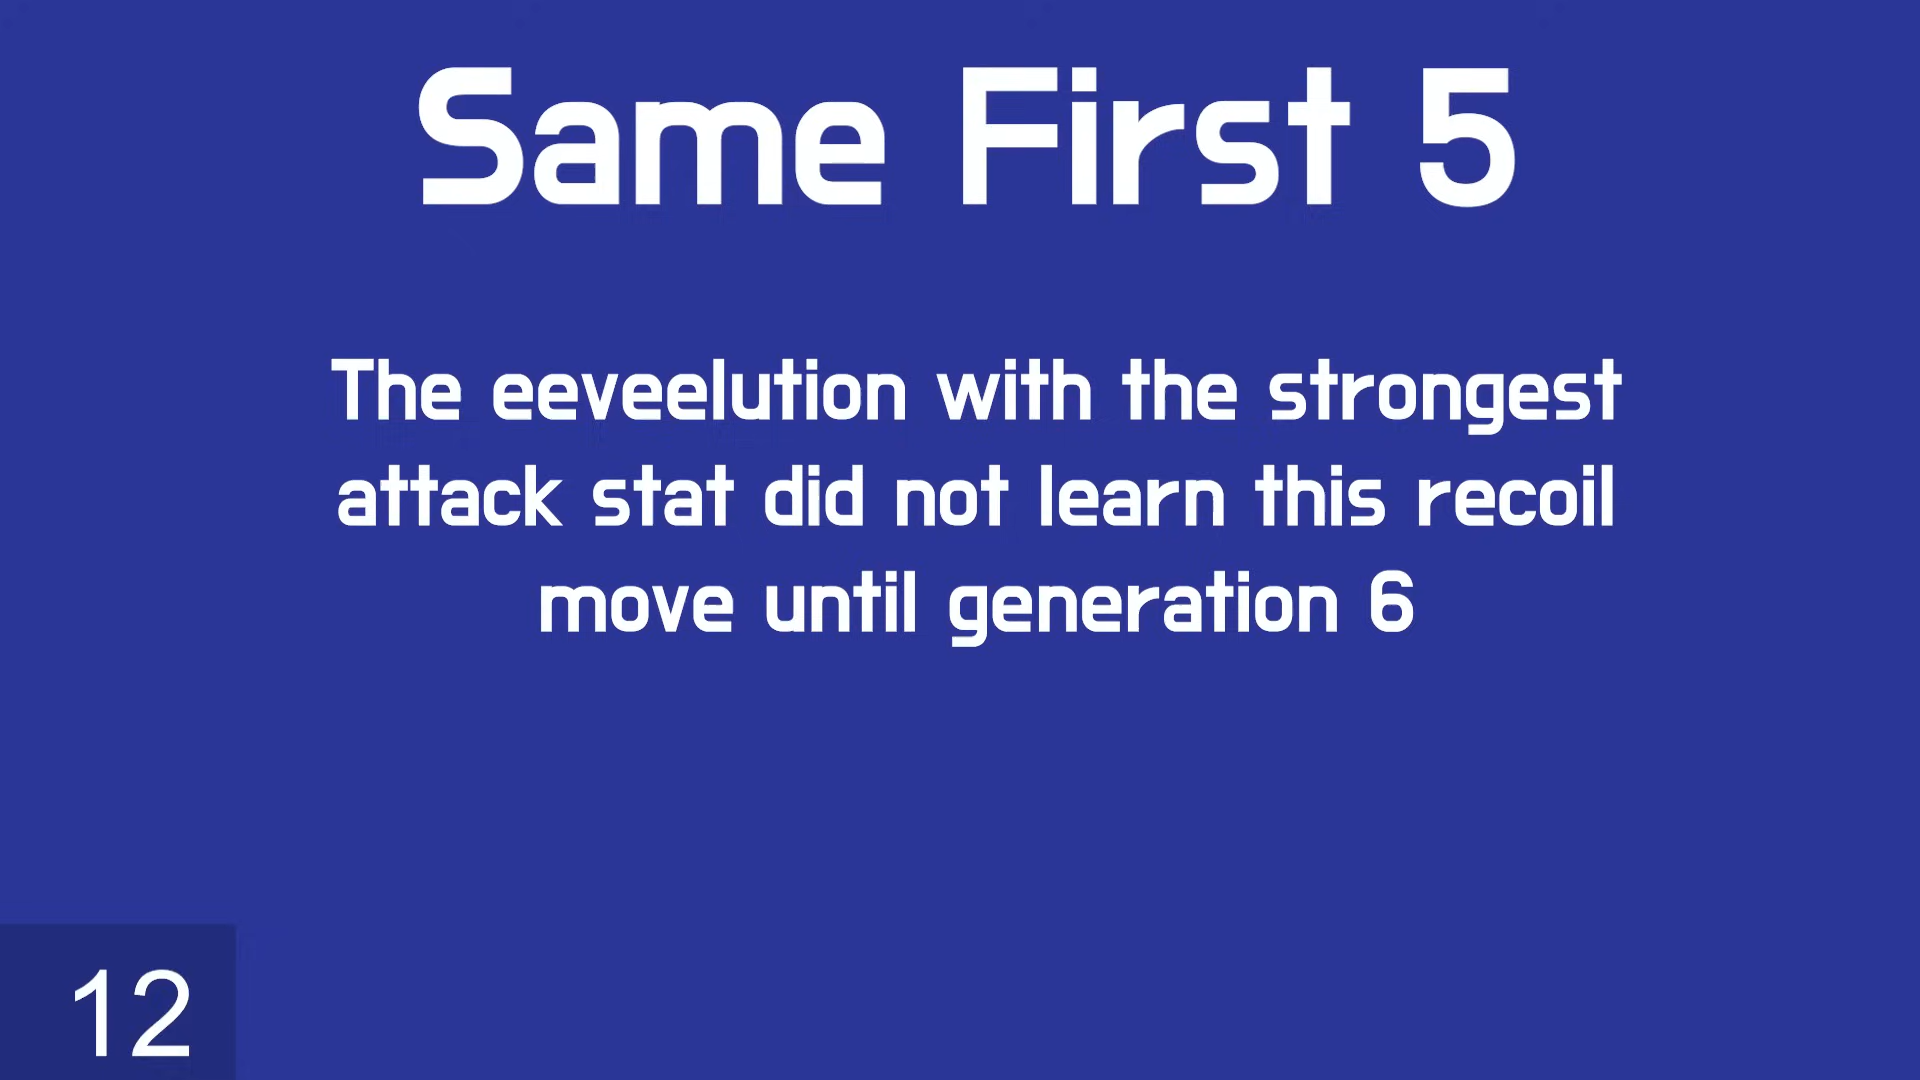 Same First 5
The eeveelution with the strongest
attack stat did not learn this recoil
move until generation 6
12